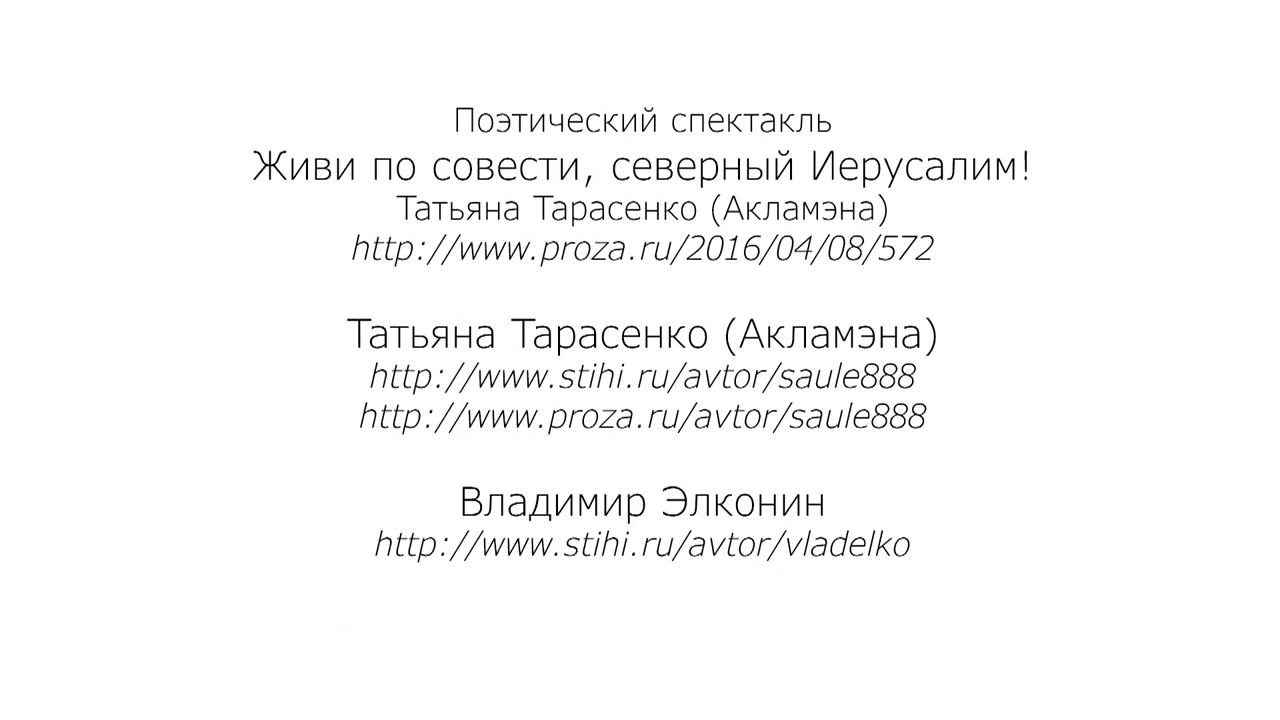 Поэтический спектакль
Живи по совести, северный Иерусалим!
Татьяна Тарасенко (Акламэна)
http://www.proza.ru/2016/04/08/572
Татьяна Тарасенко (Акламэна)
http://www.stihi.ru/avtor/saule888
http://www.proza.ru/avtor/saule888
Владимир Элконин
http://www.stihi.ru/avtor/vladelko